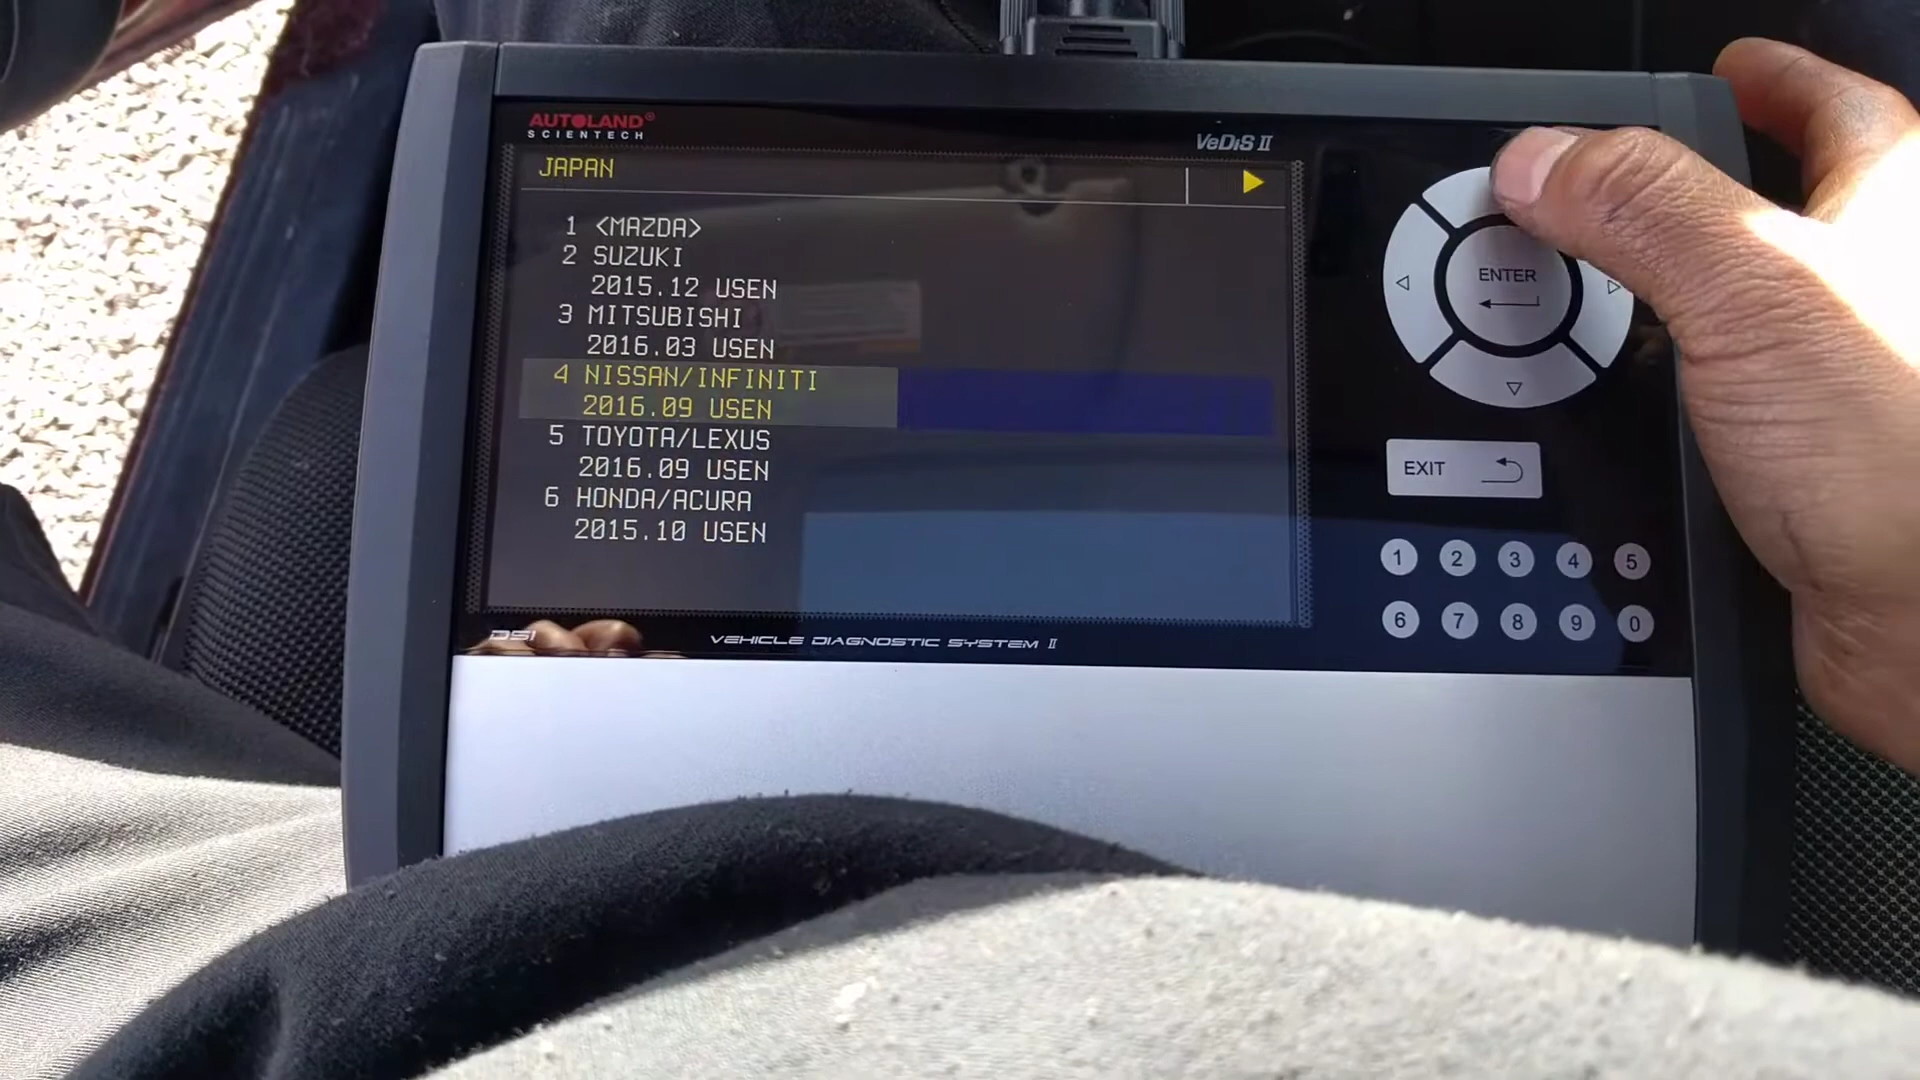 AUTOLAND®
SCIENTECH
VeDiS II
JAPAN
1 <MAZDA>
2 SUZUKI
2015.12 USEN
3 MITSUBISHI
2016.03 USEN
4 NISSAN/INFINITI
2016.09 USEN
5 TOYOTA/LEXUS
2016.09 USEN
6 HONDA/ACURA
2015.10 USEN
ENTER
EXIT
1 2 3 4 5
6 7 8 9 0
DSI
VEHICLE DIAGNOSTIC SYSTEM II